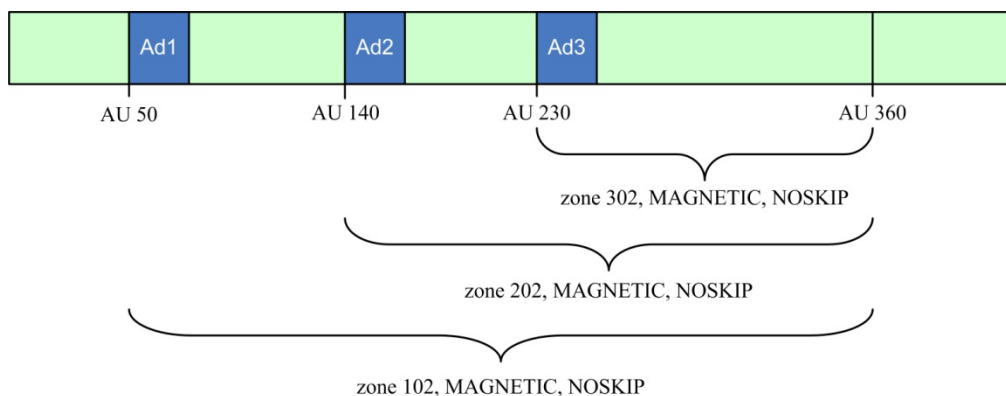 Ad1 Ad2 Ad3
AU 50 AU 140 AU 230 AU 360
zone 302, MAGNETIC, NOSKIP
zone 202, MAGNETIC, NOSKIP
zone 102, MAGNETIC, NOSKIP